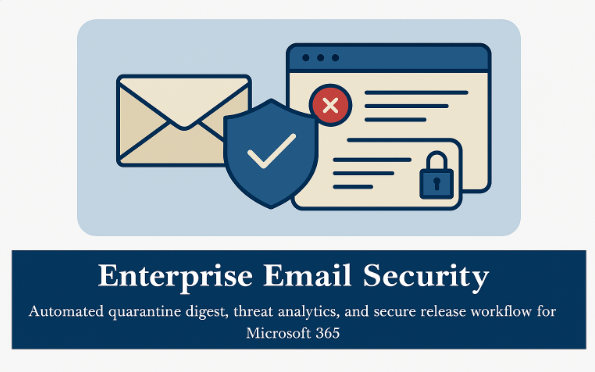 Enterprise Email Security
Automated quarantine digest, threat analytics, and secure release workflow for
Microsoft 365